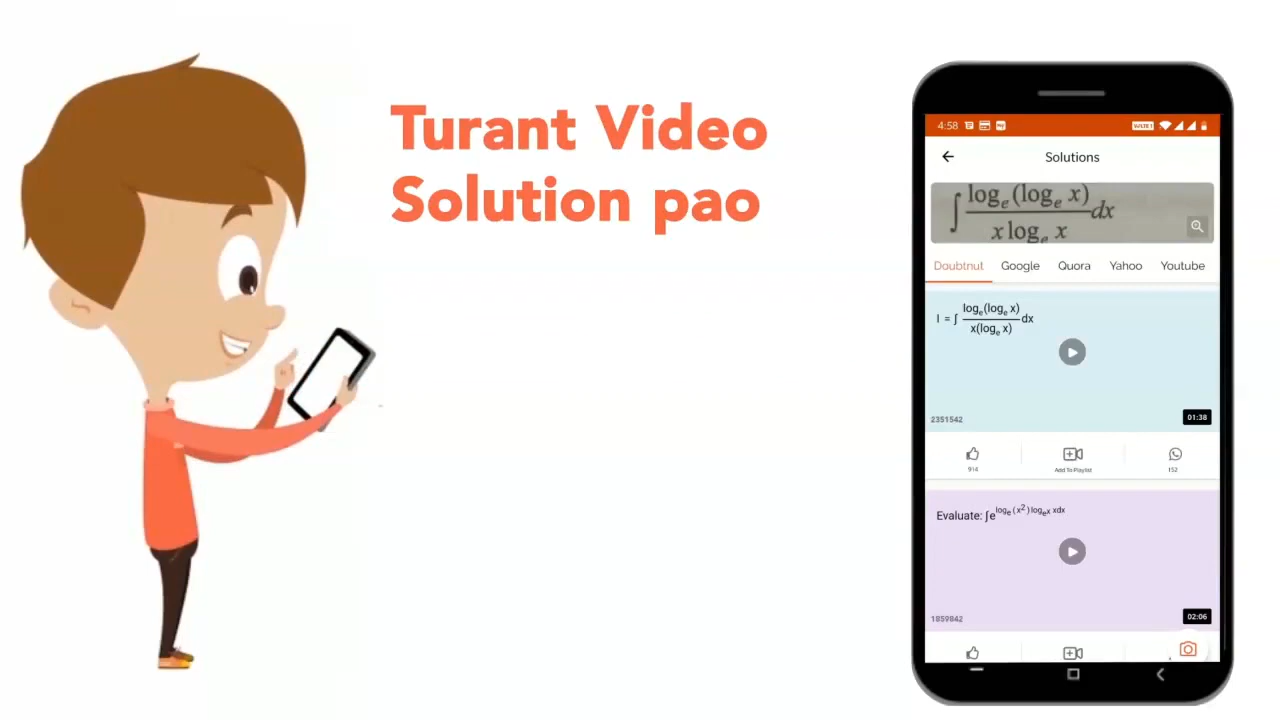 Turant Video
Solution pao
4:58
Solutions
∫ logₑ(logₑ x) / x logₑ x dx
Doubtnut Google Quora Yahoo Youtube
I = ∫ logₑ(logₑ x) / x(logₑ x) dx
2351542 01:38
914 Add To Playlist 152
Evaluate: ∫e^logₑ(x²)logₑx xdx
1859842 02:06